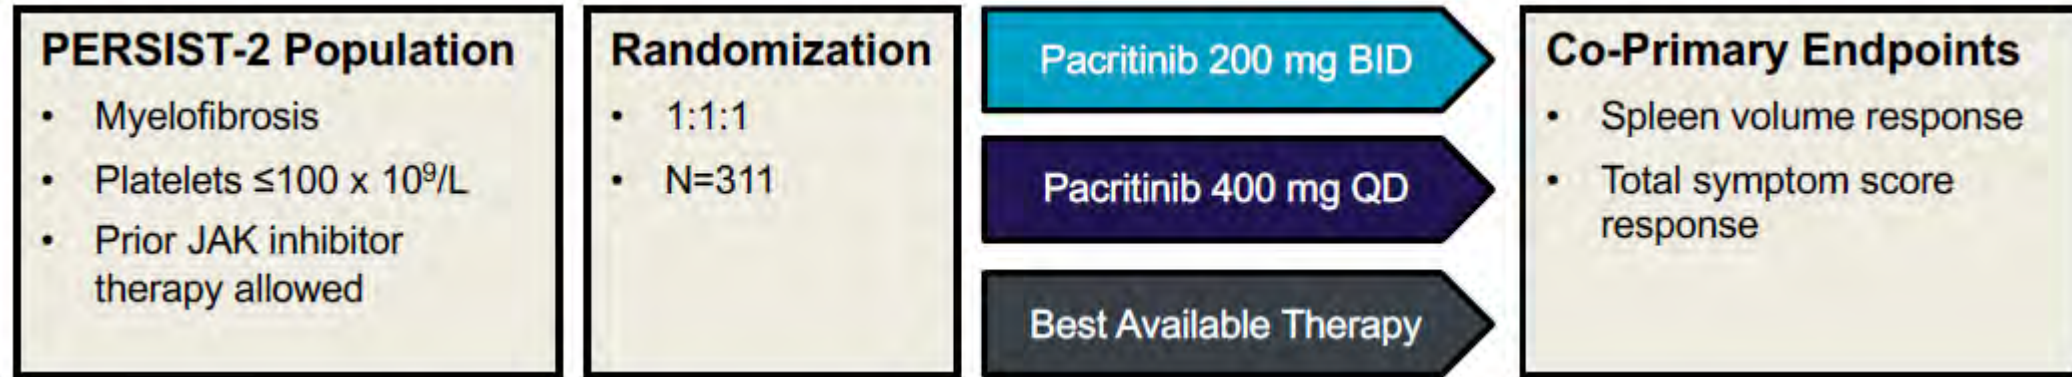 PERSIST-2 Population
• Myelofibrosis
• Platelets ≤100 x 10⁹/L
• Prior JAK inhibitor
therapy allowed
Randomization
• 1:1:1
• N=311
Pacritinib 200 mg BID
Pacritinib 400 mg QD
Best Available Therapy
Co-Primary Endpoints
• Spleen volume response
• Total symptom score
response